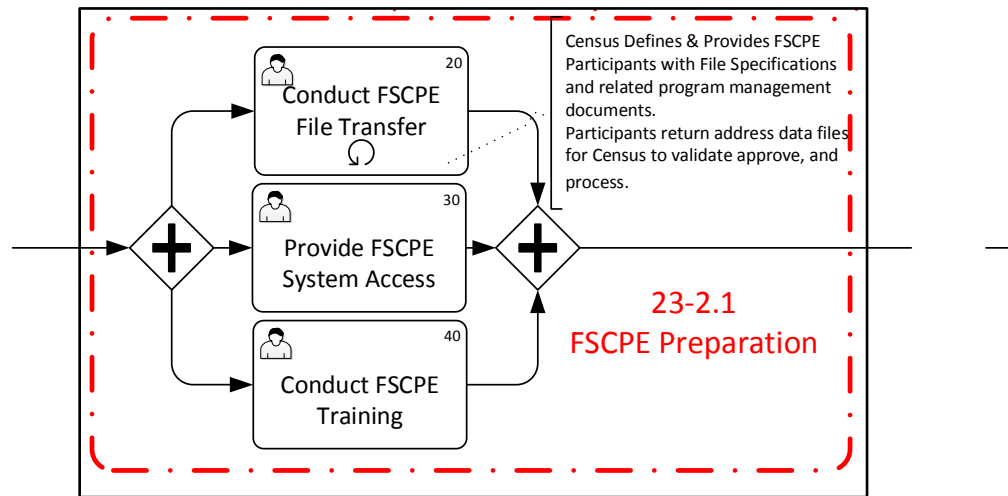 20
Conduct FSCPE
File Transfer
Census Defines & Provides FSCPE
Participants with File Specifications
and related program management
documents.
Participants return address data files
for Census to validate approve, and
process.
30
Provide FSCPE
System Access
40
Conduct FSCPE
Training
23-2.1
FSCPE Preparation